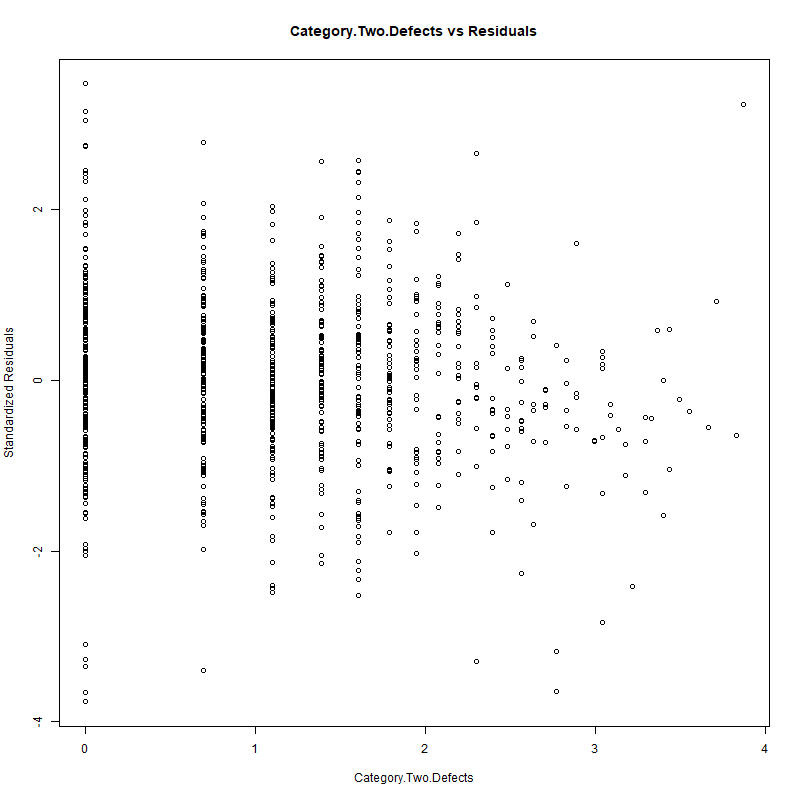 Category.Two.Defects vs Residuals
Standardized Residuals
2
0
-2
-4
0 1 2 3 4
Category.Two.Defects